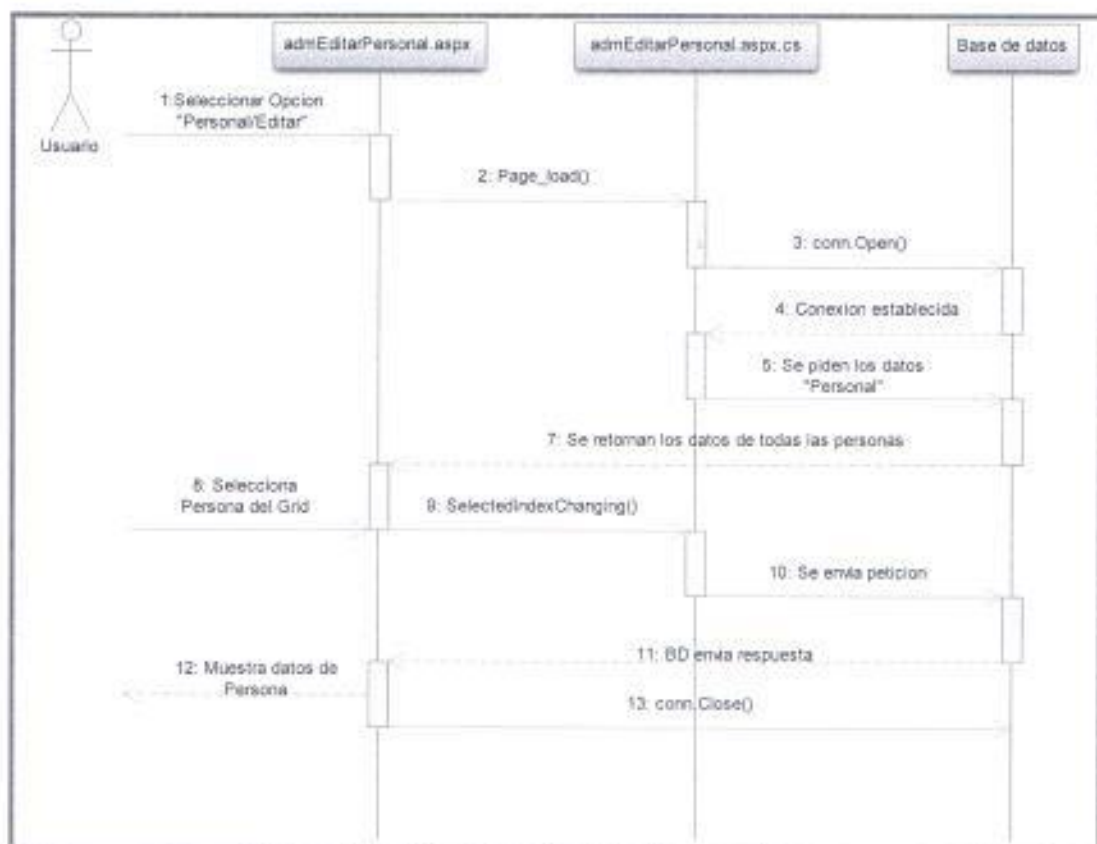 admEditarPersonal.aspx
admEditarPersonal.aspx.cs
Base de datos
Usuario
1:Seleccionar Opcion
"Personal/Editar"
2: Page_load()
3: conn.Open()
4: Conexion establecida
5: Se piden los datos
"Personal"
7: Se retornan los datos de todas las personas
8: Selecciona
Persona del Grid
9: SelectedIndexChanging()
10: Se envia peticion
11: BD envia respuesta
12: Muestra datos de
Persona
13: conn.Close()